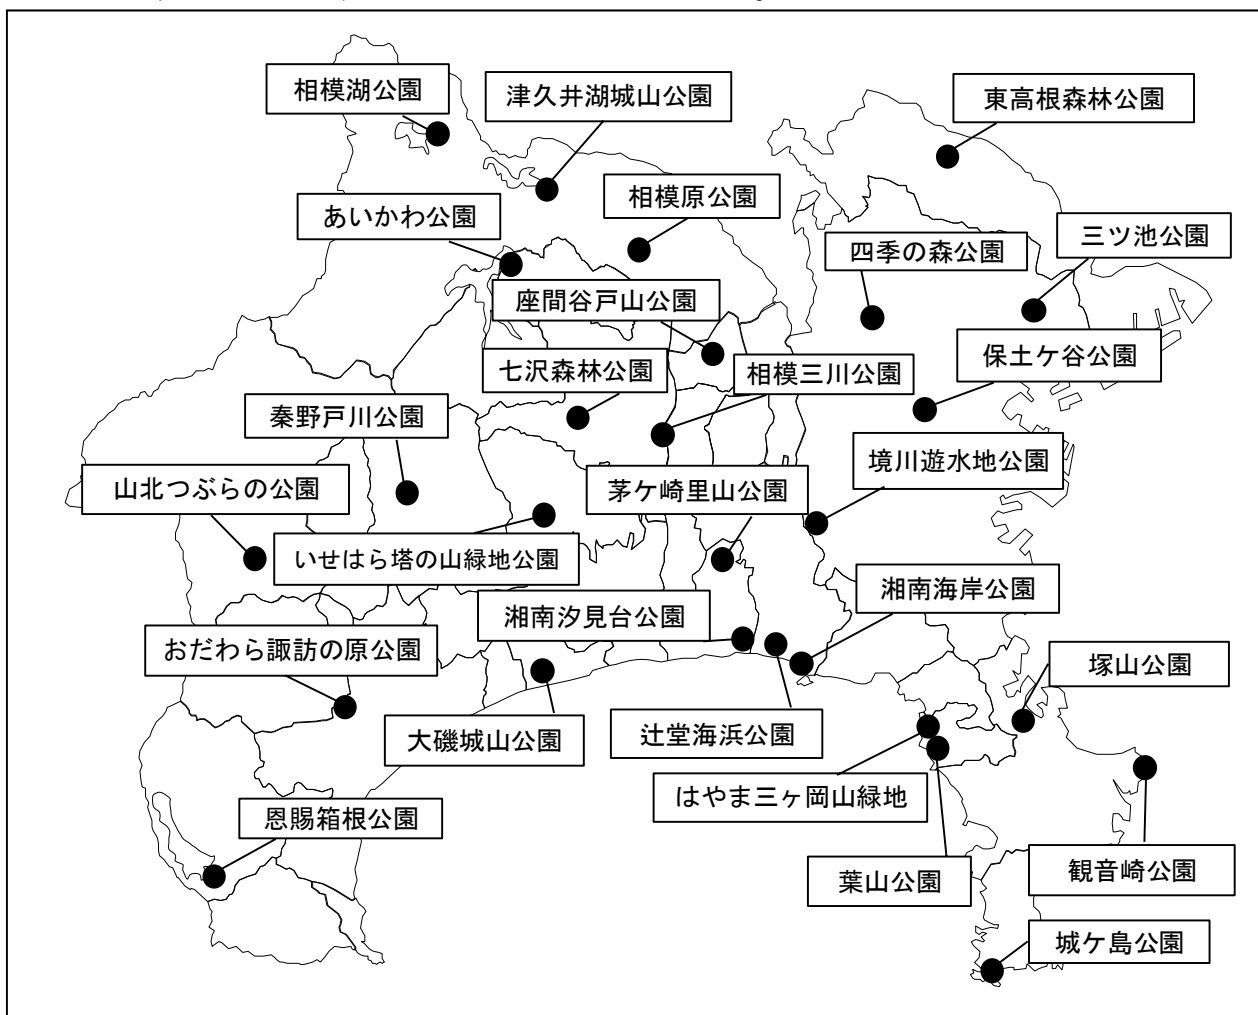 相模湖公園
津久井湖城山公園
東高根森林公園
相模原公園
あいかわ公園
三ツ池公園
四季の森公園
座間谷戸山公園
保土ケ谷公園
七沢森林公園
相模三川公園
秦野戸川公園
境川遊水地公園
山北つぶらの公園
茅ケ崎里山公園
いせはら塔の山緑地公園
湘南海岸公園
湘南汐見台公園
おだわら諏訪の原公園
塚山公園
大磯城山公園
辻堂海浜公園
はやま三ヶ岡山緑地
恩賜箱根公園
葉山公園
観音崎公園
城ケ島公園